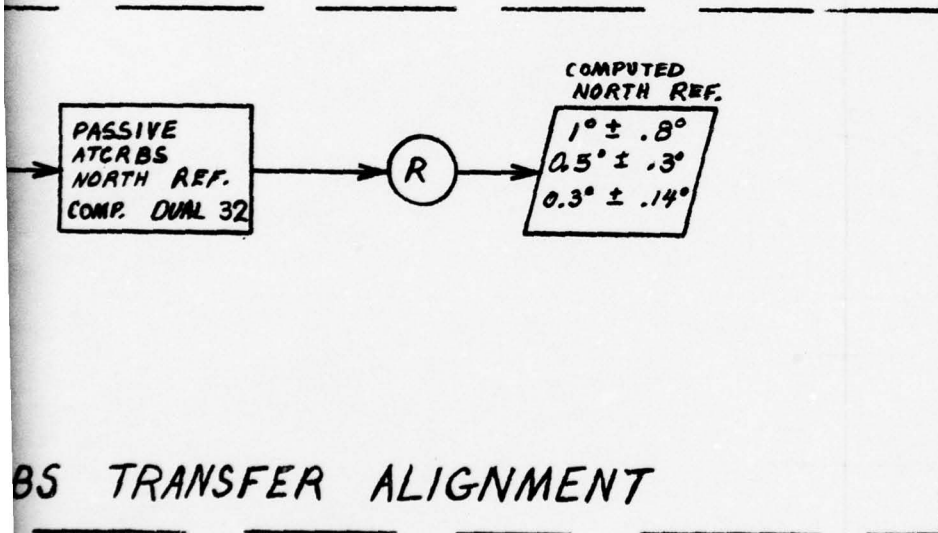 PASSIVE
ATCRBS
NORTH REF.
COMP. DUAL 32
R
COMPUTED
NORTH REF.
1° ± .8°
0.5° ± .3°
0.3° ± .14°
BS TRANSFER ALIGNMENT